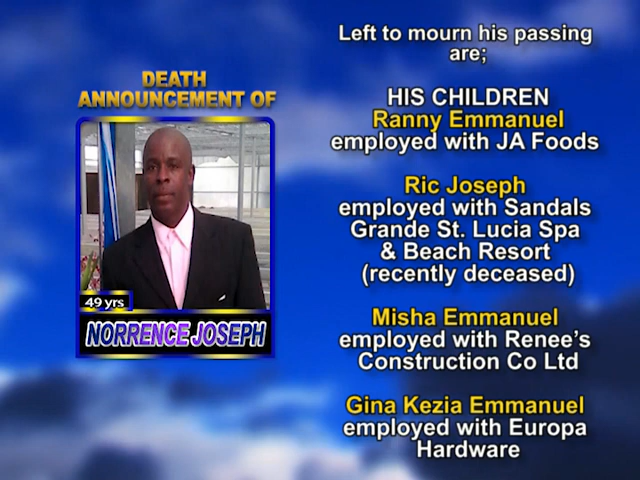 DEATH
ANNOUNCEMENT OF
49 yrs
NORRENCE JOSEPH
Left to mourn his passing
are;
HIS CHILDREN
Ranny Emmanuel
employed with JA Foods
Ric Joseph
employed with Sandals
Grande St. Lucia Spa
& Beach Resort
(recently deceased)
Misha Emmanuel
employed with Renee's
Construction Co Ltd
Gina Kezia Emmanuel
employed with Europa
Hardware